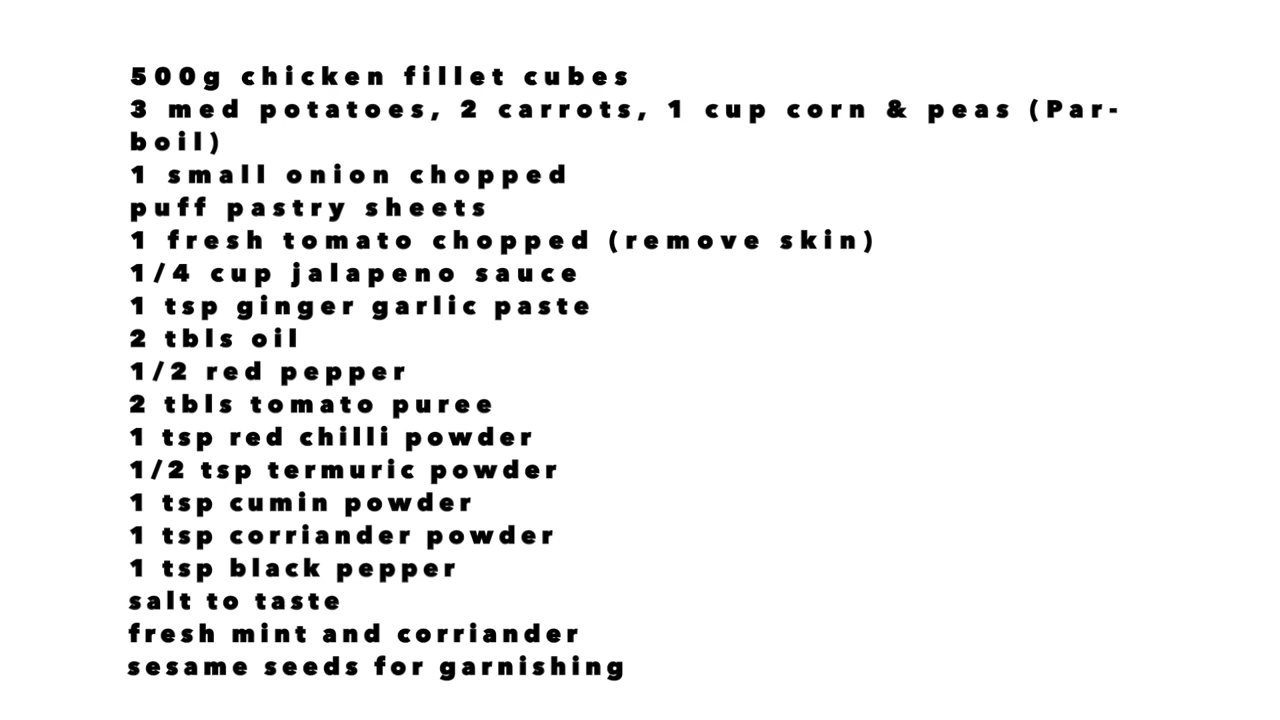 500g chicken fillet cubes
3 med potatoes, 2 carrots, 1 cup corn & peas (Par-
boil)
1 small onion chopped
puff pastry sheets
1 fresh tomato chopped (remove skin)
1/4 cup jalapeno sauce
1 tsp ginger garlic paste
2 tbls oil
1/2 red pepper
2 tbls tomato puree
1 tsp red chilli powder
1/2 tsp termuric powder
1 tsp cumin powder
1 tsp corriander powder
1 tsp black pepper
salt to taste
fresh mint and corriander
sesame seeds for garnishing